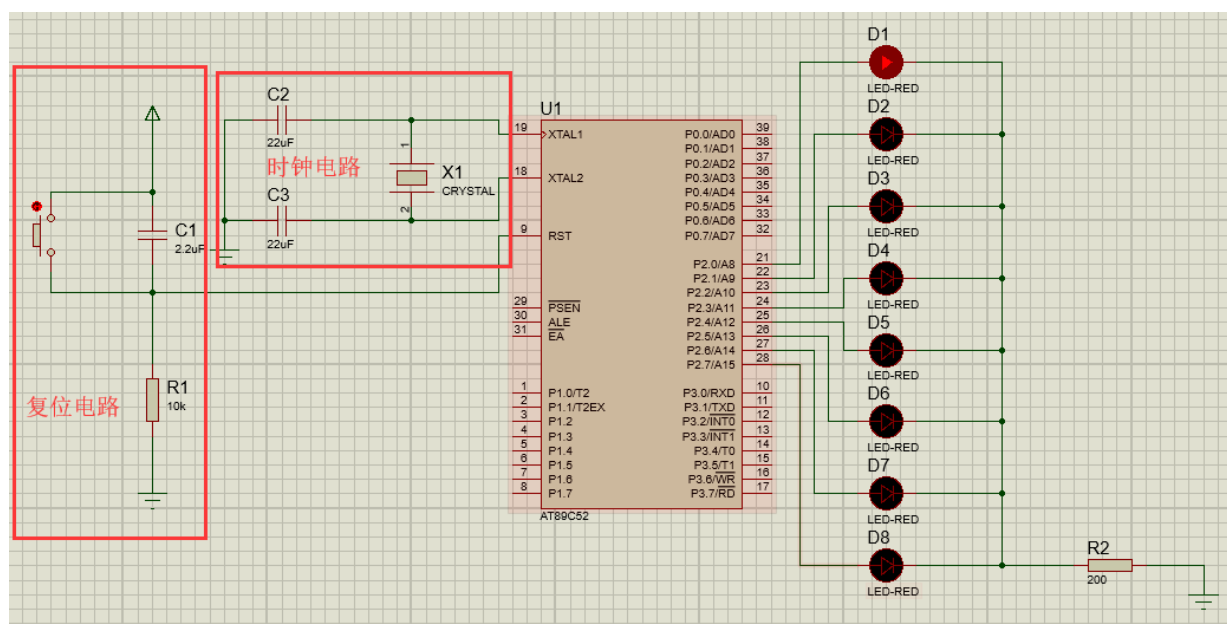 复位电路
C1
2.2uF
R1
10k
时钟电路
C2
22uF
C3
22uF
X1
CRYSTAL
1
2
U1
19 XTAL1
18 XTAL2
9 RST
29 PSEN
30 ALE
31 EA
1 P1.0/T2
2 P1.1/T2EX
3 P1.2
4 P1.3
5 P1.4
6 P1.5
7 P1.6
8 P1.7
P0.0/AD0 39
P0.1/AD1 38
P0.2/AD2 37
P0.3/AD3 36
P0.4/AD4 35
P0.5/AD5 34
P0.6/AD6 33
P0.7/AD7 32
P2.0/A8 21
P2.1/A9 22
P2.2/A10 23
P2.3/A11 24
P2.4/A12 25
P2.5/A13 26
P2.6/A14 27
P2.7/A15 28
P3.0/RXD 10
P3.1/TXD 11
P3.2/INT0 12
P3.3/INT1 13
P3.4/T0 14
P3.5/T1 15
P3.6/WR 16
P3.7/RD 17
AT89C52
D1
LED-RED
D2
LED-RED
D3
LED-RED
D4
LED-RED
D5
LED-RED
D6
LED-RED
D7
LED-RED
D8
LED-RED
R2
200